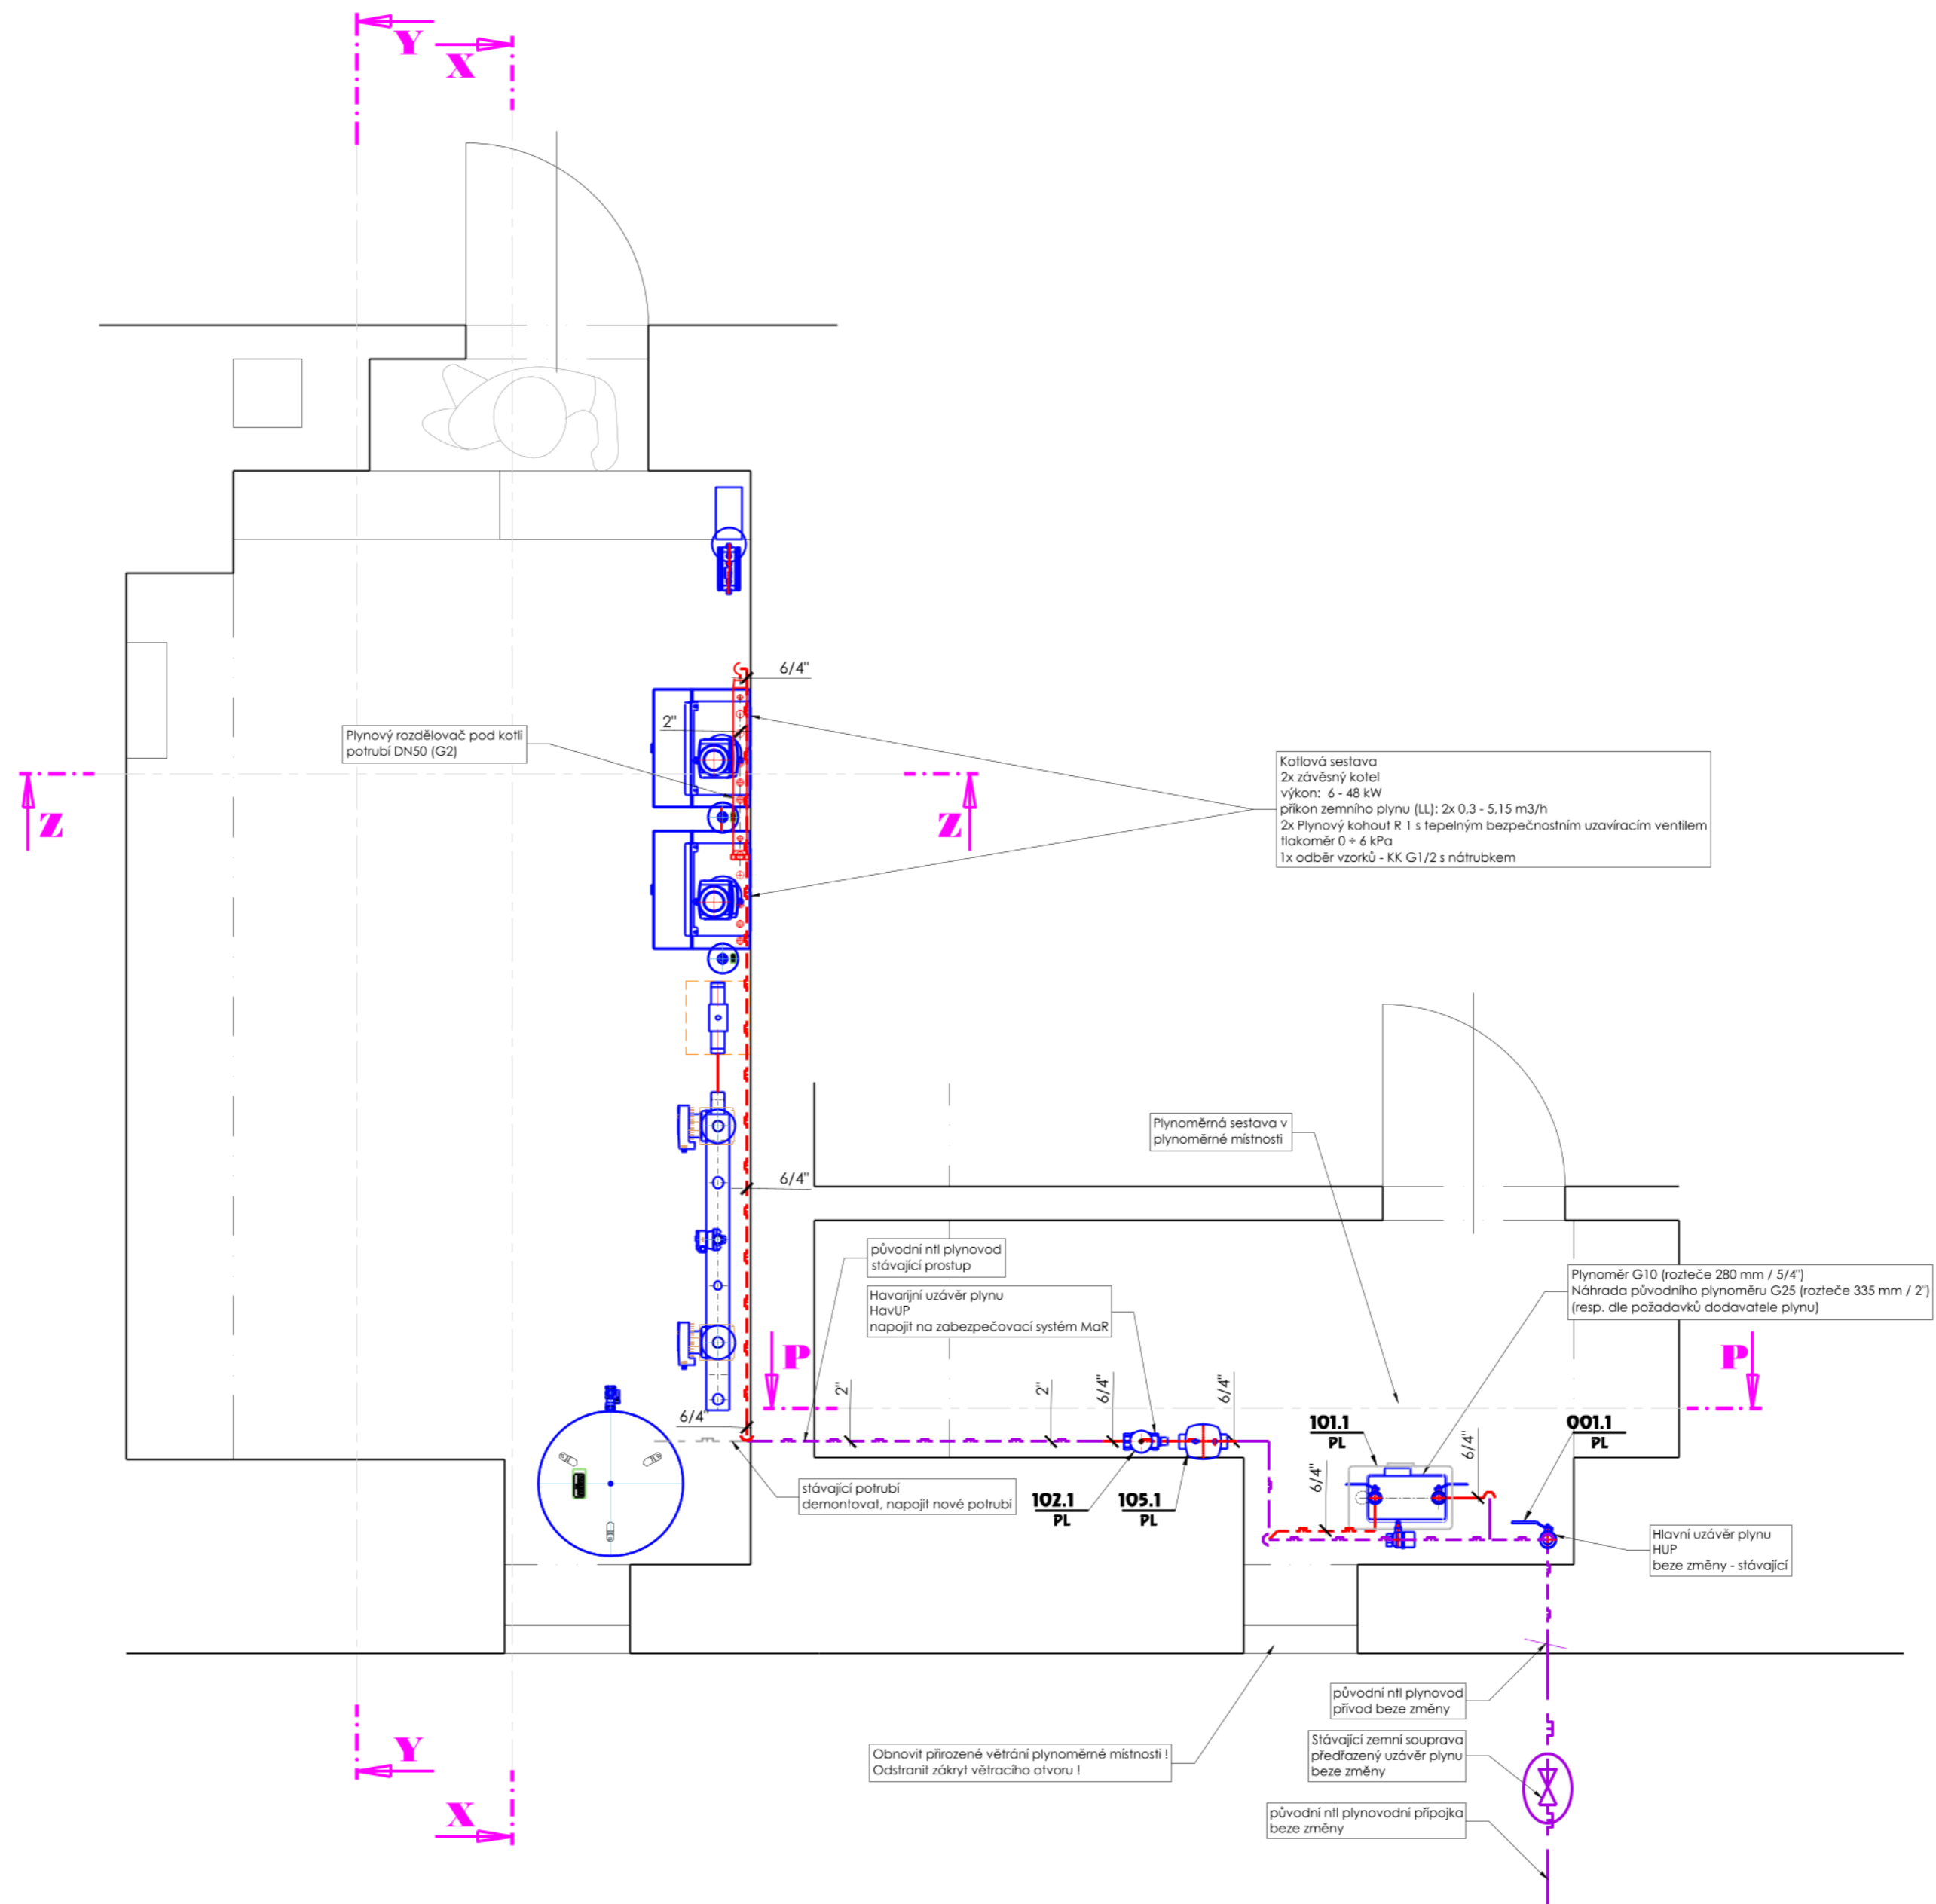 Y
X
6/4"
2"
Plynový rozdělovač pod kotli
potrubí DN50 (G2)
Kotlová sestava
2x závěsný kotel
výkon: 6 - 48 kW
příkon zemního plynu (LL): 2x 0,3 - 5,15 m3/h
2x Plynový kohout R 1 s tepelným bezpečnostním uzavíracím ventilem
tlakoměr 0 ÷ 6 kPa
1x odběr vzorků - KK G1/2 s nátrubkem
Z
Z
Plynoměrná sestava v
plynoměrné místnosti
6/4"
původní ntl plynovod
stávající prostup
Havarijní uzávěr plynu
HavUP
napojit na zabezpečovací systém MaR
Plynoměr G10 (rozteče 280 mm / 5/4")
Náhrada původního plynoměru G25 (rozteče 335 mm / 2")
(resp. dle požadavků dodavatele plynu)
P
P
6/4"
2"
2"
6/4"
6/4"
101.1
PL
001.1
PL
6/4"
6/4"
stávající potrubí
demontovat, napojit nové potrubí
102.1
PL
105.1
PL
Hlavní uzávěr plynu
HUP
beze změny - stávající
původní ntl plynovod
přívod beze změny
Obnovit přirozené větrání plynoměrné místnosti !
Odstranit zákryt větracího otvoru !
Stávající zemní souprava
předřazený uzávěr plynu
beze změny
původní ntl plynovodní přípojka
beze změny
Y
X